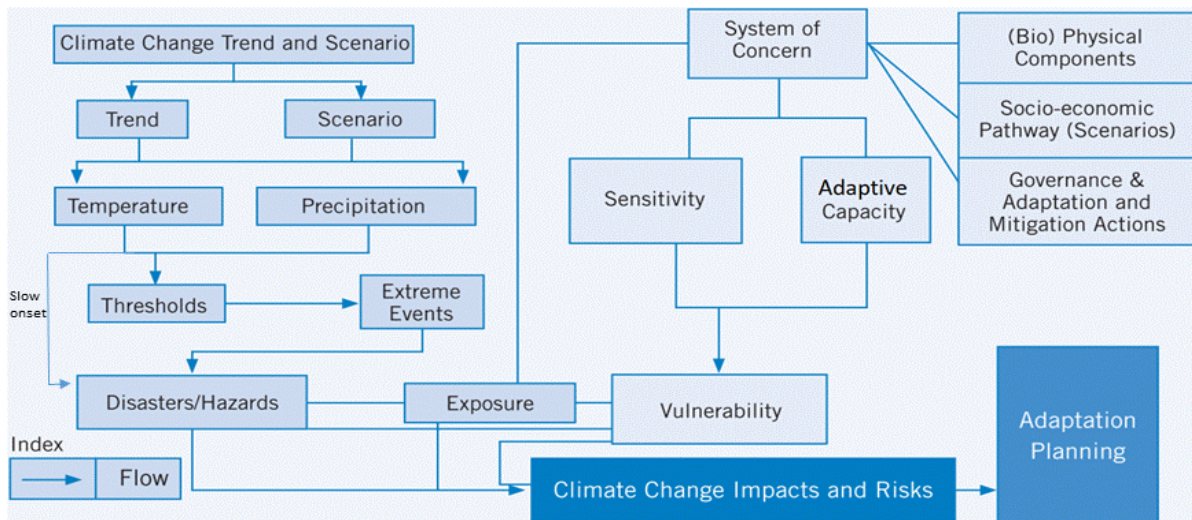 Climate Change Trend and Scenario
Trend
Scenario
Temperature
Precipitation
Slow
onset
Thresholds
Extreme
Events
Disasters/Hazards
Exposure
Index
Flow
System of
Concern
(Bio) Physical
Components
Socio-economic
Pathway (Scenarios)
Governance &
Adaptation and
Mitigation Actions
Sensitivity
Adaptive
Capacity
Vulnerability
Climate Change Impacts and Risks
Adaptation
Planning